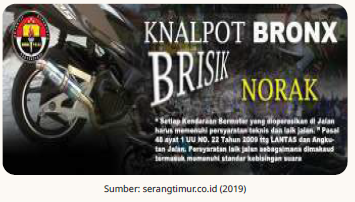 KNALPOT BRONX
BRISIK
NORAK
* Setiap Kendaraan Bermotor yang dioperasikan di Jalan
harus memenuhi persyaratan teknis dan laik jalan. " Pasal
48 ayat 1 UU NO. 22 Tahun 2009 ttg LANTAS dan Angku-
tan Jalan. Persyaratan laik jalan sebagaimana dimaksud
termasuk memenuhi standar kebisingan suara
Sumber: serangtimur.co.id (2019)